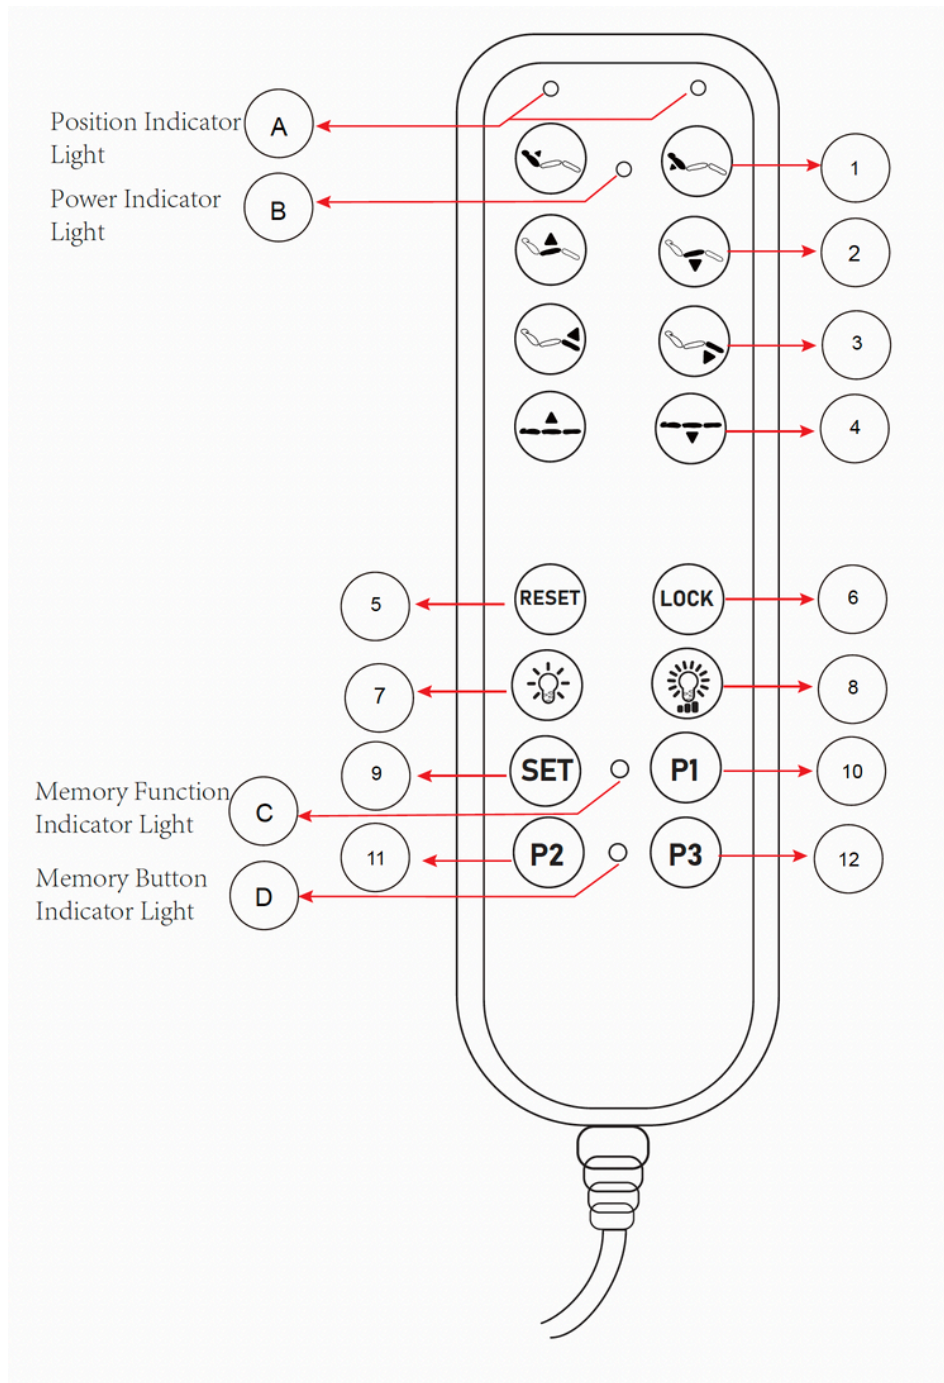 Position Indicator
Light
A
Power Indicator
Light
B
1
2
3
4
5
RESET
LOCK
6
7
8
9
SET
P1
10
Memory Function
Indicator Light
C
11
P2
P3
12
Memory Button
Indicator Light
D